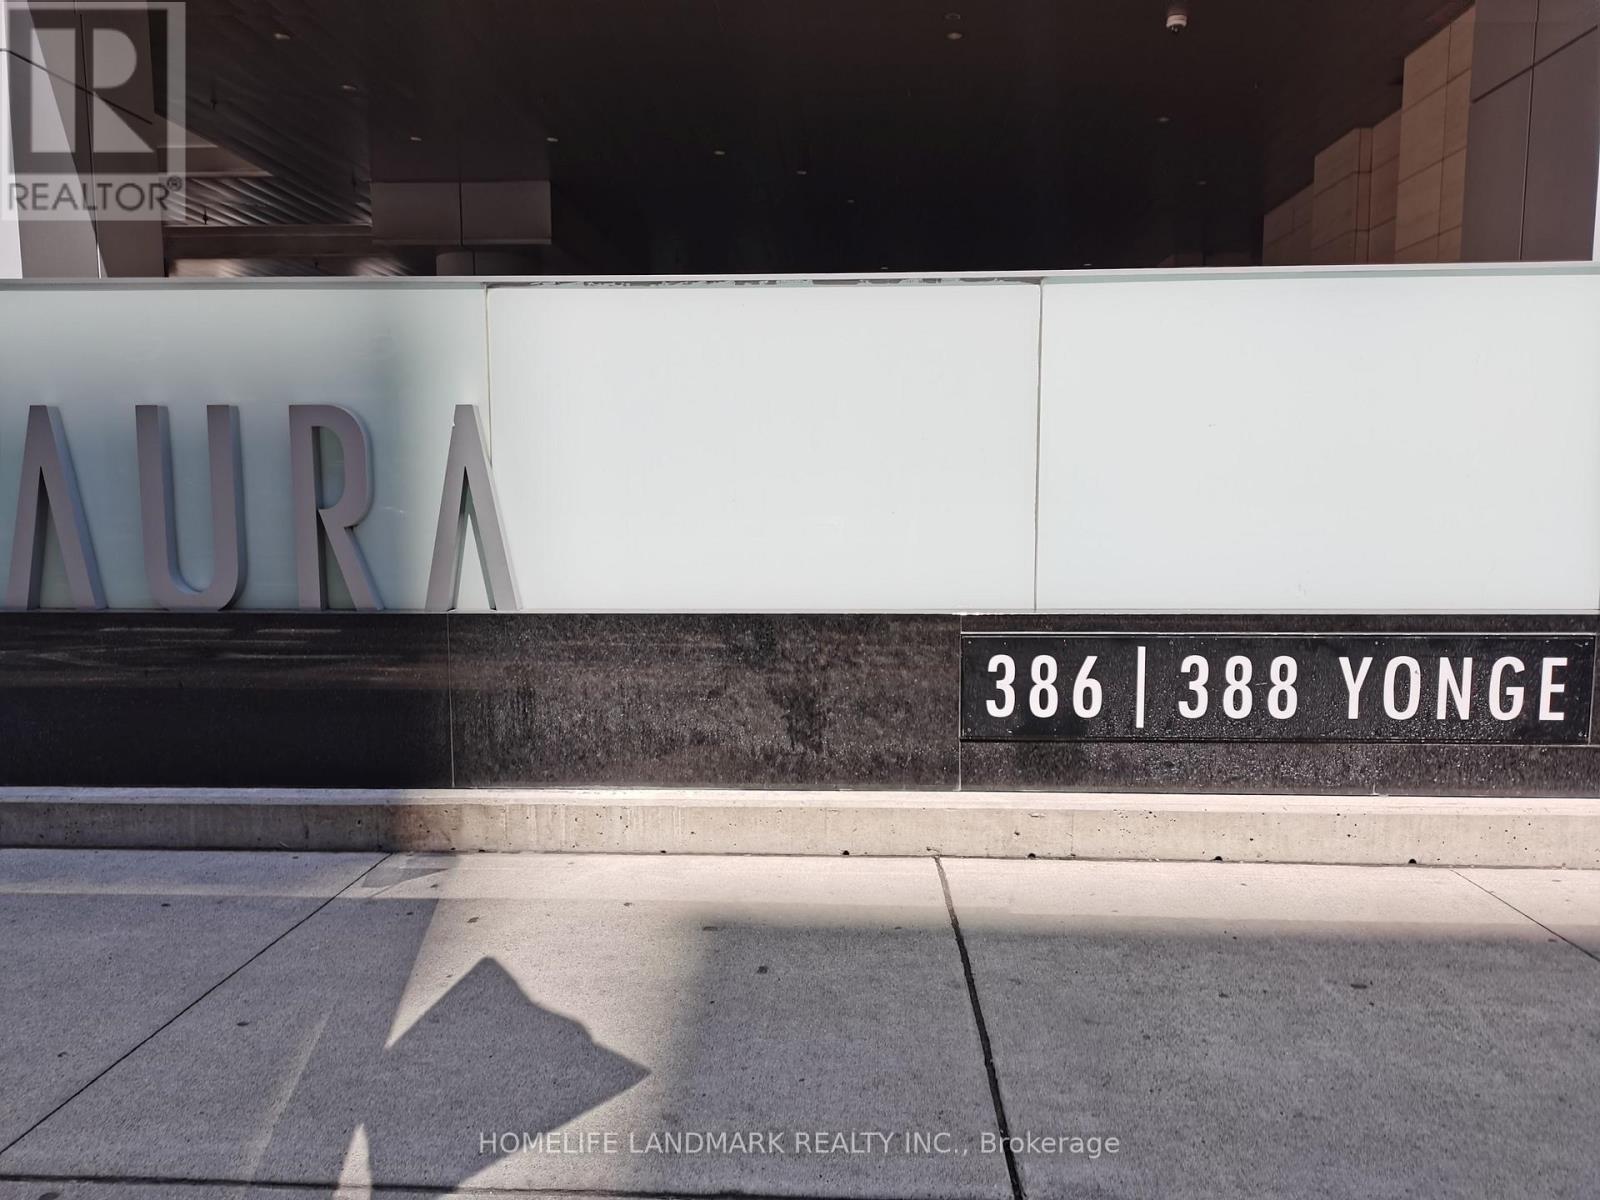 R
REALTOR®
AURA
386 | 388 YONGE
HOMELIFE LANDMARK REALTY INC., Brokerage